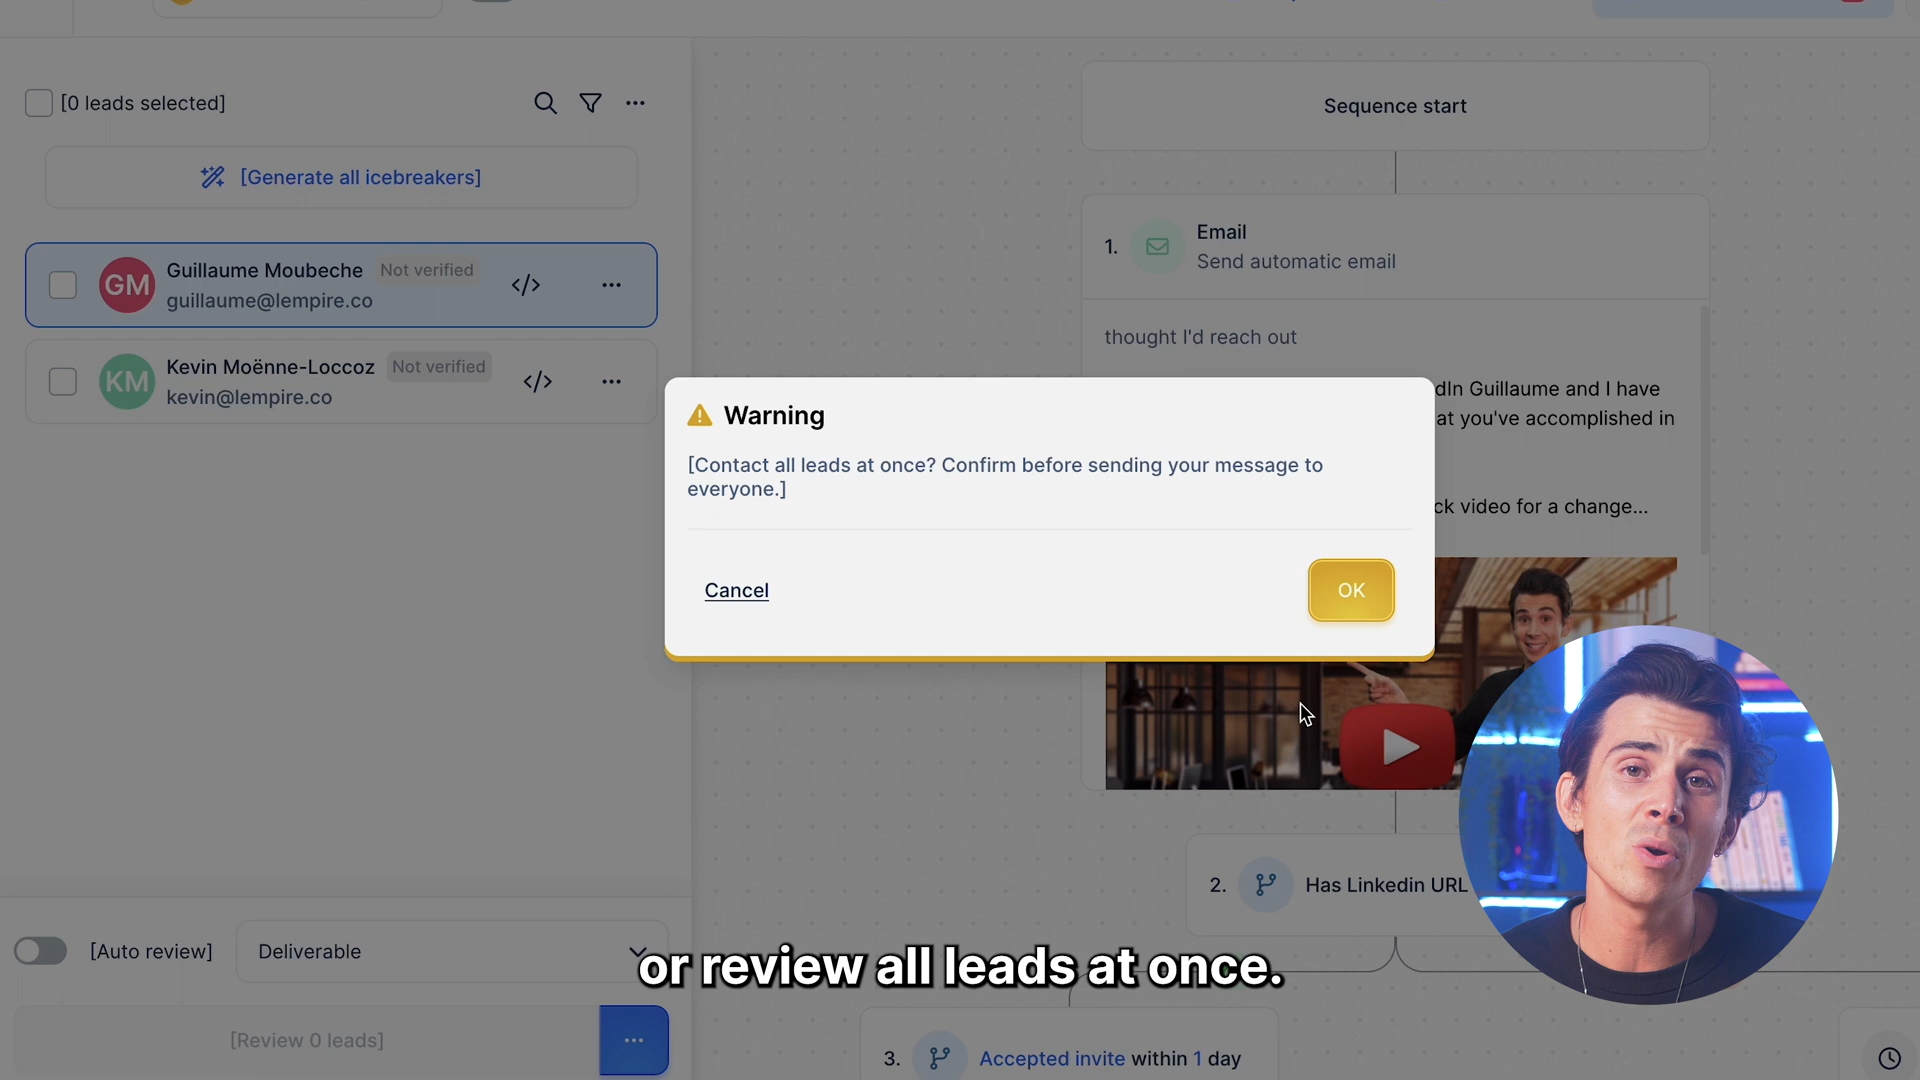 [0 leads selected]
[Generate all icebreakers]
GM
Guillaume Moubeche
Not verified
guillaume@lempire.co
KM
Kevin Moënne-Loccoz
Not verified
kevin@lempire.co
Sequence start
1.
Email
Send automatic email
thought I'd reach out
dIn Guillaume and I have
at you've accomplished in
ck video for a change...
Warning
[Contact all leads at once? Confirm before sending your message to
everyone.]
Cancel
OK
2.
Has Linkedin URL
3.
Accepted invite within 1 day
[Auto review]
Deliverable
[Review 0 leads]
or review all leads at once.